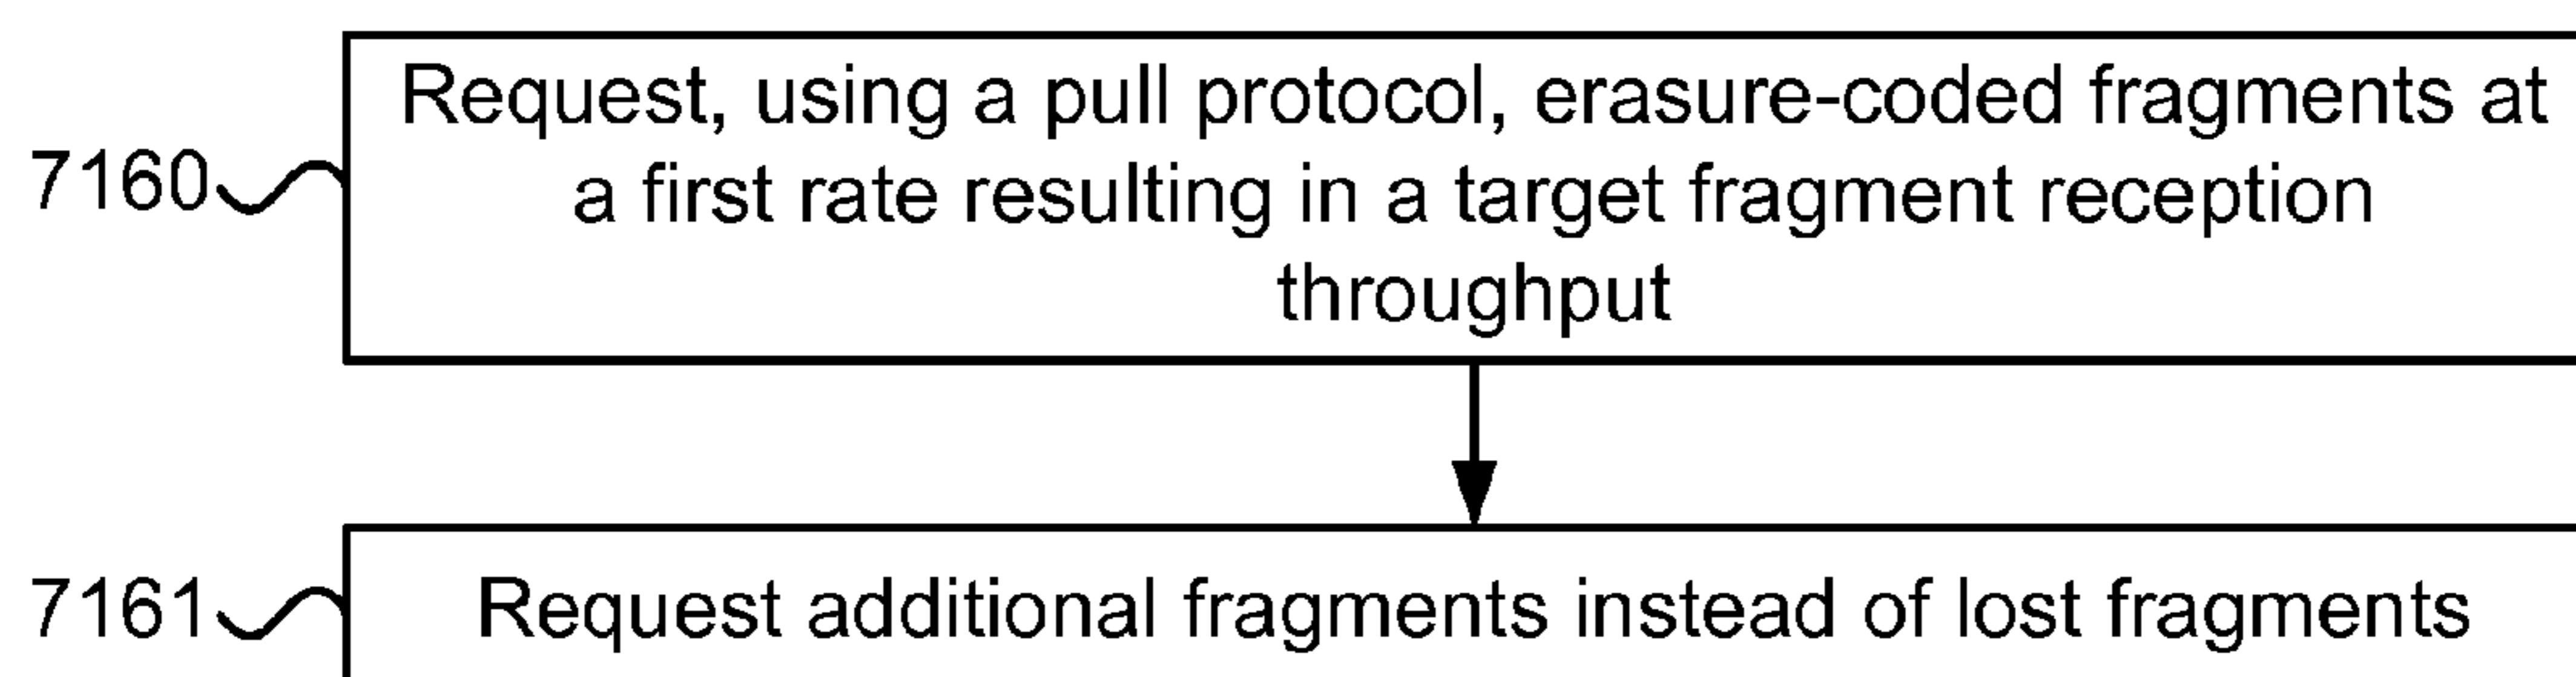 Request, using a pull protocol, erasure-coded fragments at
7160
a first rate resulting in a target fragment reception
throughput
7161
Request additional fragments instead of lost fragments